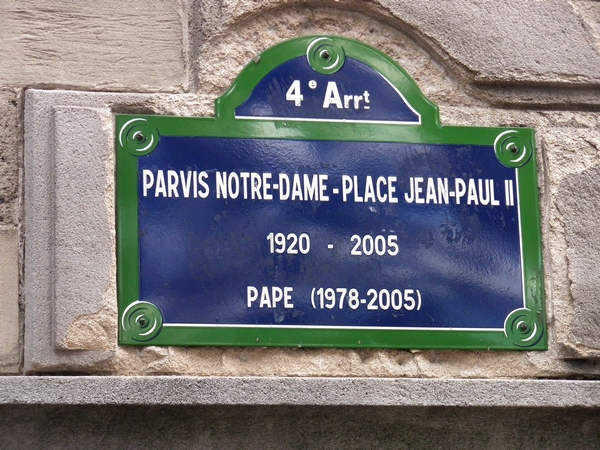 4e Arrt
PARVIS NOTRE-DAME - PLACE JEAN-PAUL II
1920 - 2005
PAPE (1978-2005)